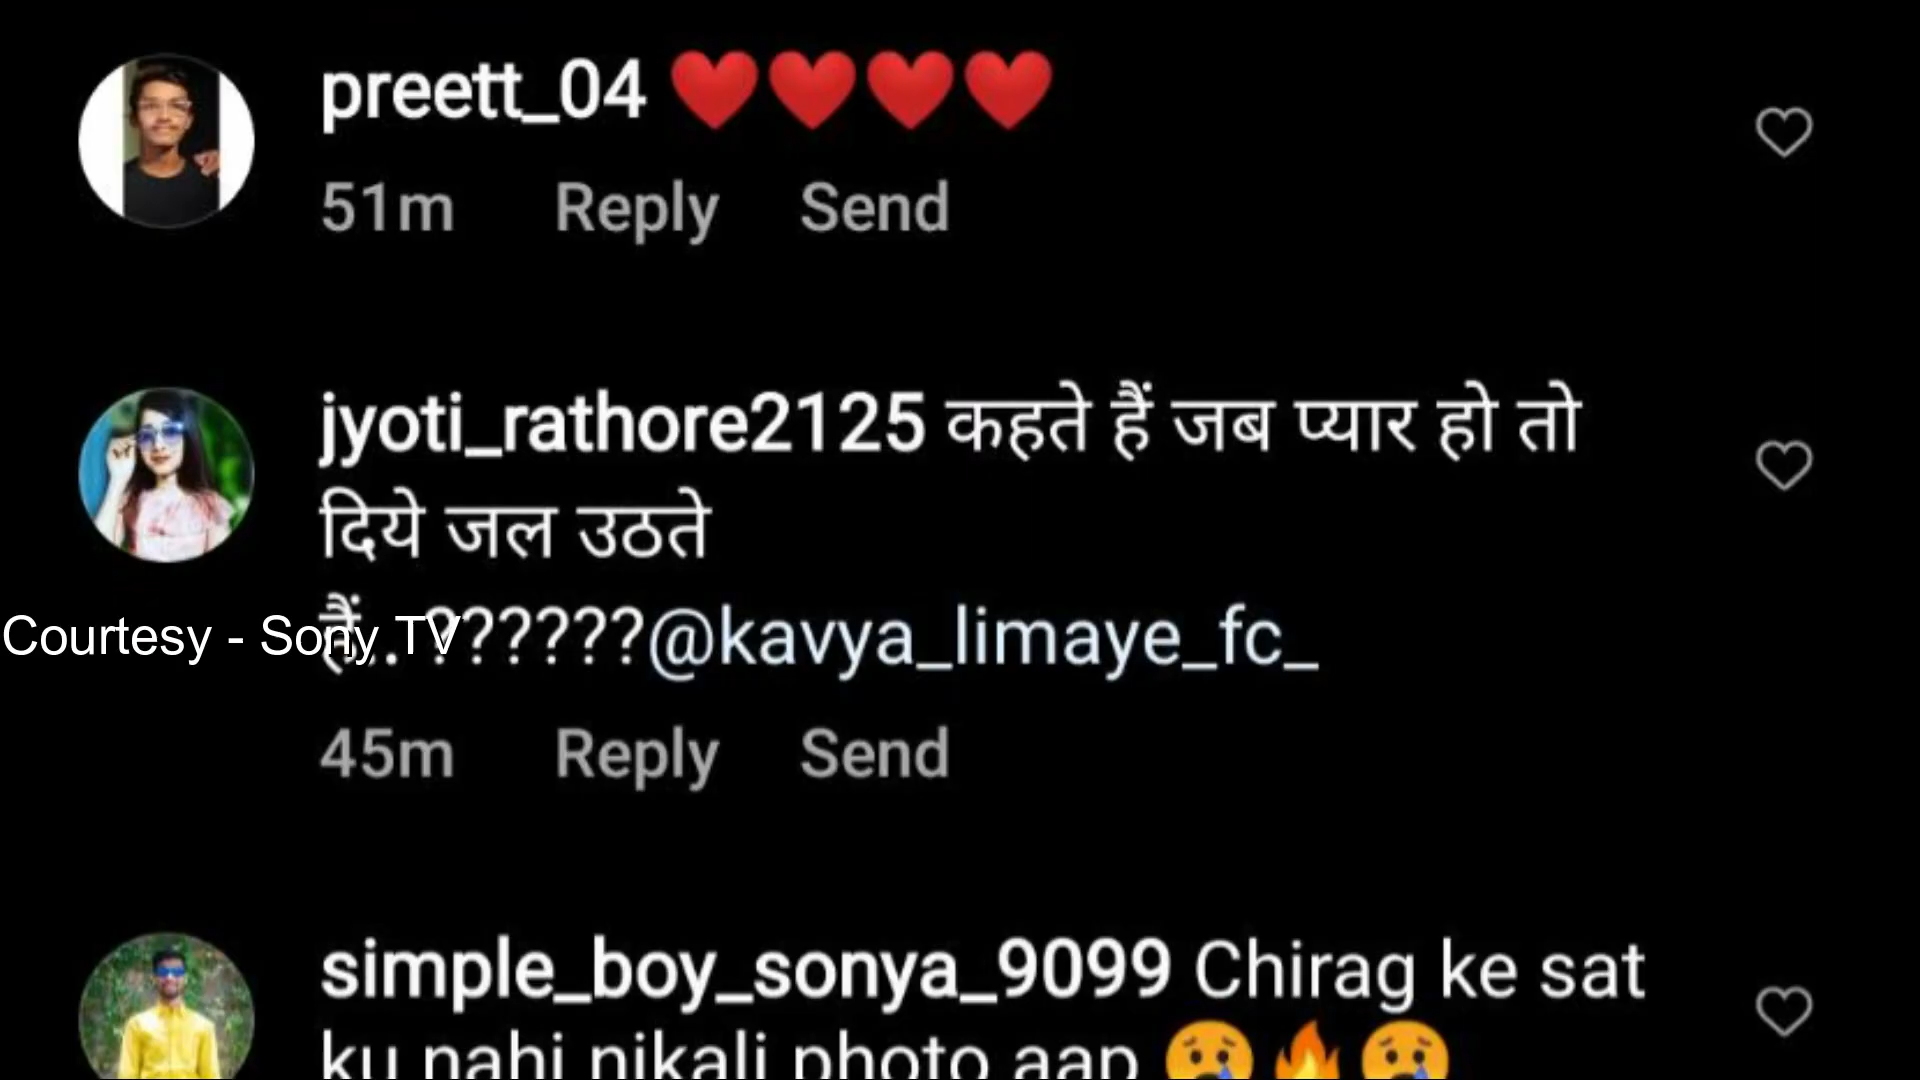 preett_04 ❤️❤️❤️❤️
51m Reply Send
jyoti_rathore2125 कहते हैं जब प्यार हो तो
दिये जल उठते
हैं.. ??????@kavya_limaye_fc_
Courtesy - Sony TV
45m Reply Send
simple_boy_sonya_9099 Chirag ke sat
ku nahi nikali photo aap 😢🔥😢